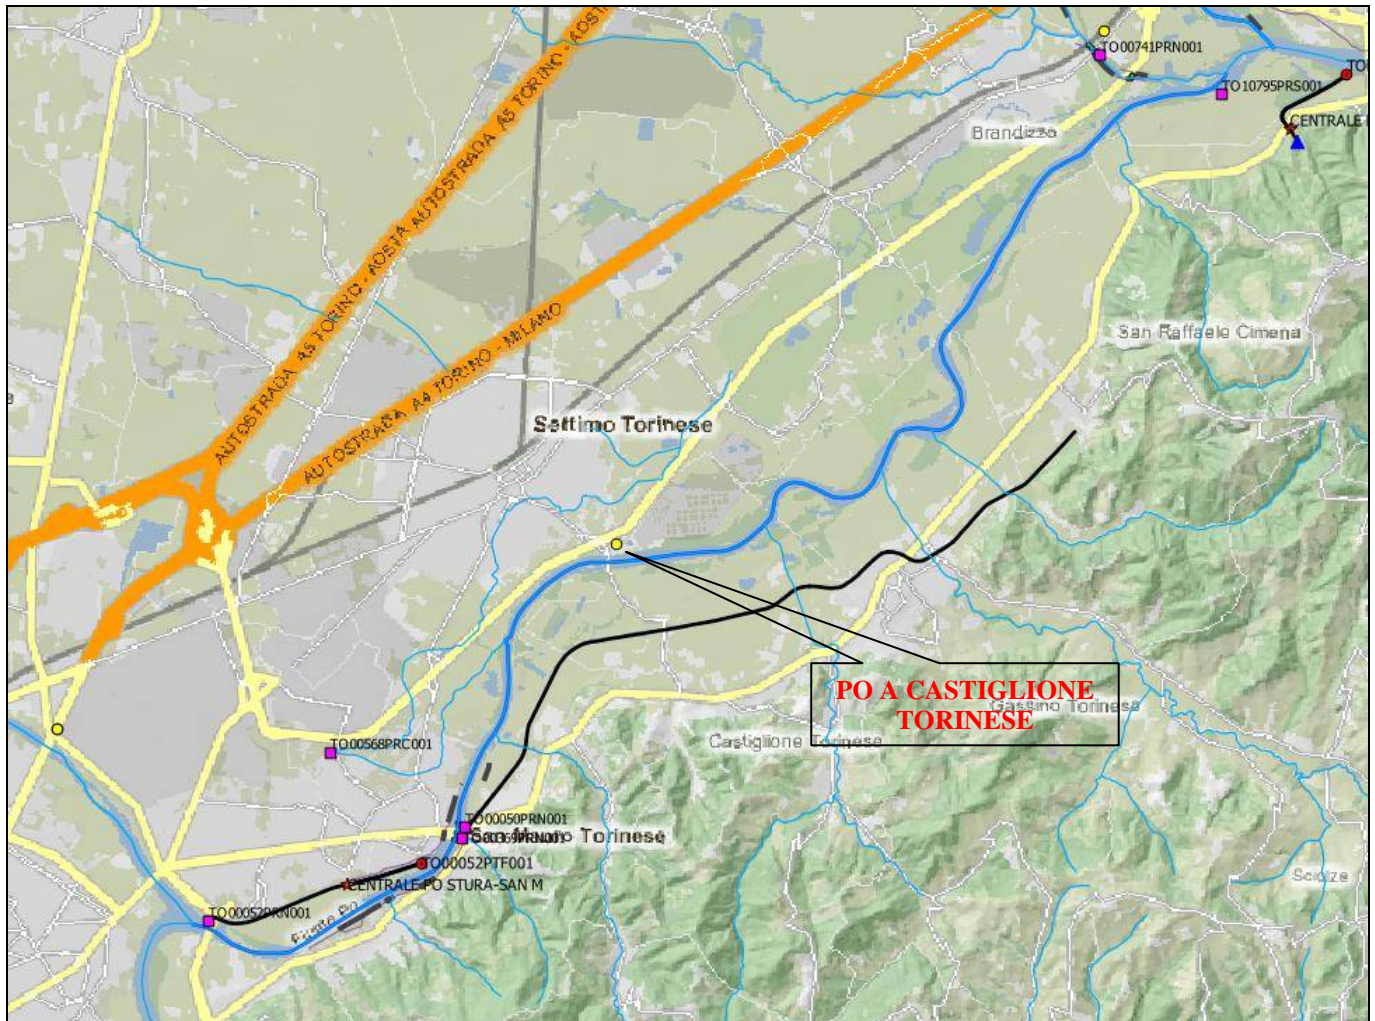 AUTOSTRADA A5 TORINO - AOSTA AUTOSTRADA A5 TORINO - AOSTA
TO00741PRN001
TO
TO10795PRS001
CENTRALE
Brandizzo
San Raffaele Cimena
AUTOSTRADA A4 TORINO - MILANO
Settimo Torinese
PO A CASTIGLIONE
TORINESE
Gassino Torinese
Castiglione Torinese
TO00568PRC001
TO00050PRN001
San Mauro Torinese
TO00052PTF001
CENTRALE PO STURA-SAN M
Sciolze
TO00052PRN001
Fiume Po